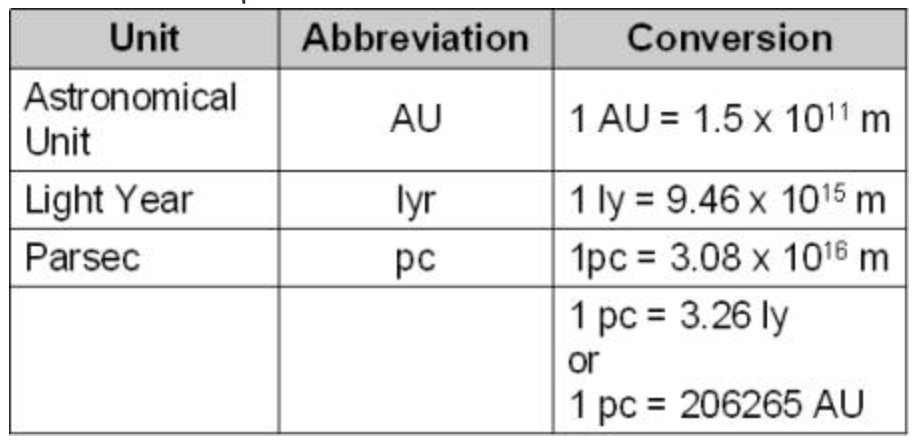 Unit Abbreviation Conversion
Astronomical
Unit
AU
1 AU = 1.5 x 10¹¹ m
Light Year lyr 1 ly = 9.46 x 10¹⁵ m
Parsec pc 1pc = 3.08 x 10¹⁶ m
1 pc = 3.26 ly
or
1 pc = 206265 AU